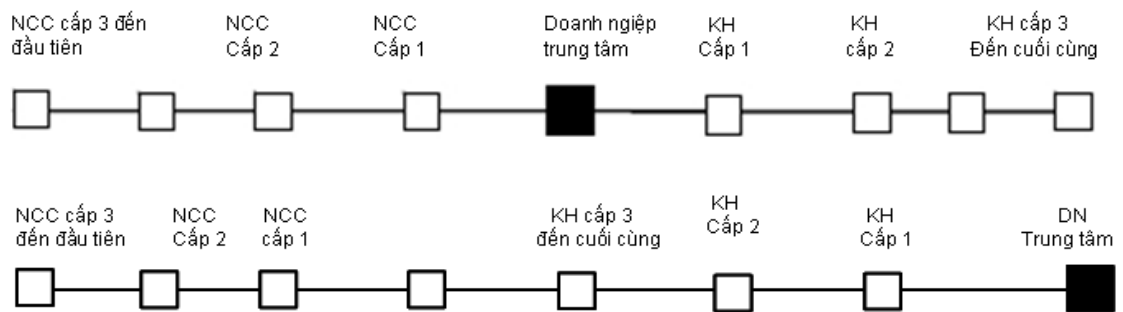 NCC cấp 3 đến
đầu tiên
NCC
Cấp 2
NCC
Cấp 1
Doanh ngiệp
trung tâm
KH
Cấp 1
KH
cấp 2
KH cấp 3
Đến cuối cùng
NCC cấp 3
đến đầu tiên
NCC
Cấp 2
NCC
cấp 1
KH cấp 3
đến cuối cùng
KH
Cấp 2
KH
Cấp 1
DN
Trung tâm